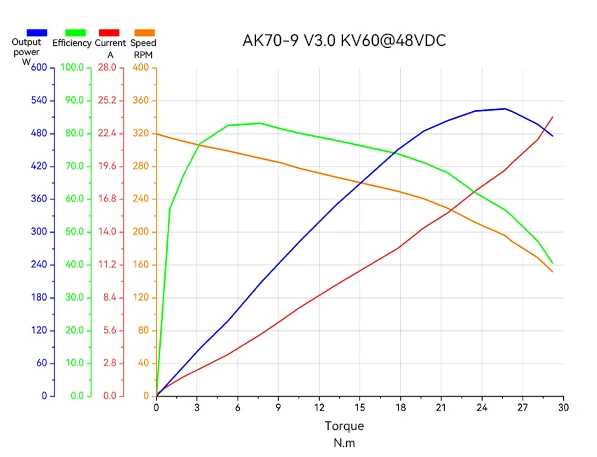 AK70-9 V3.0 KV60@48VDC
Output power W
Efficiency
Current A
Speed RPM
600 100.0 28.0 400
540 90.0 25.2 360
480 80.0 22.4 320
420 70.0 19.6 280
360 60.0 16.8 240
300 50.0 14.0 200
240 40.0 11.2 160
180 30.0 8.4 120
120 20.0 5.6 80
60 10.0 2.8 40
0 0.0 0.0 0
0 3 6 9 12 15 18 21 24 27 30
Torque
N.m